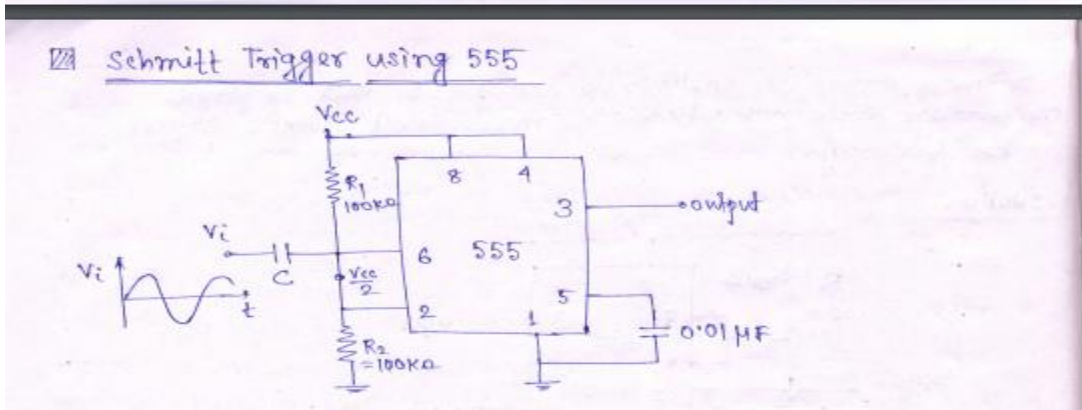 Schmitt Trigger using 555
Vcc
8 4
R1
100KΩ
3 output
Vi
6 555
C
Vcc/2
Vi
t
5
2
1
0.01 µF
R2
=100KΩ